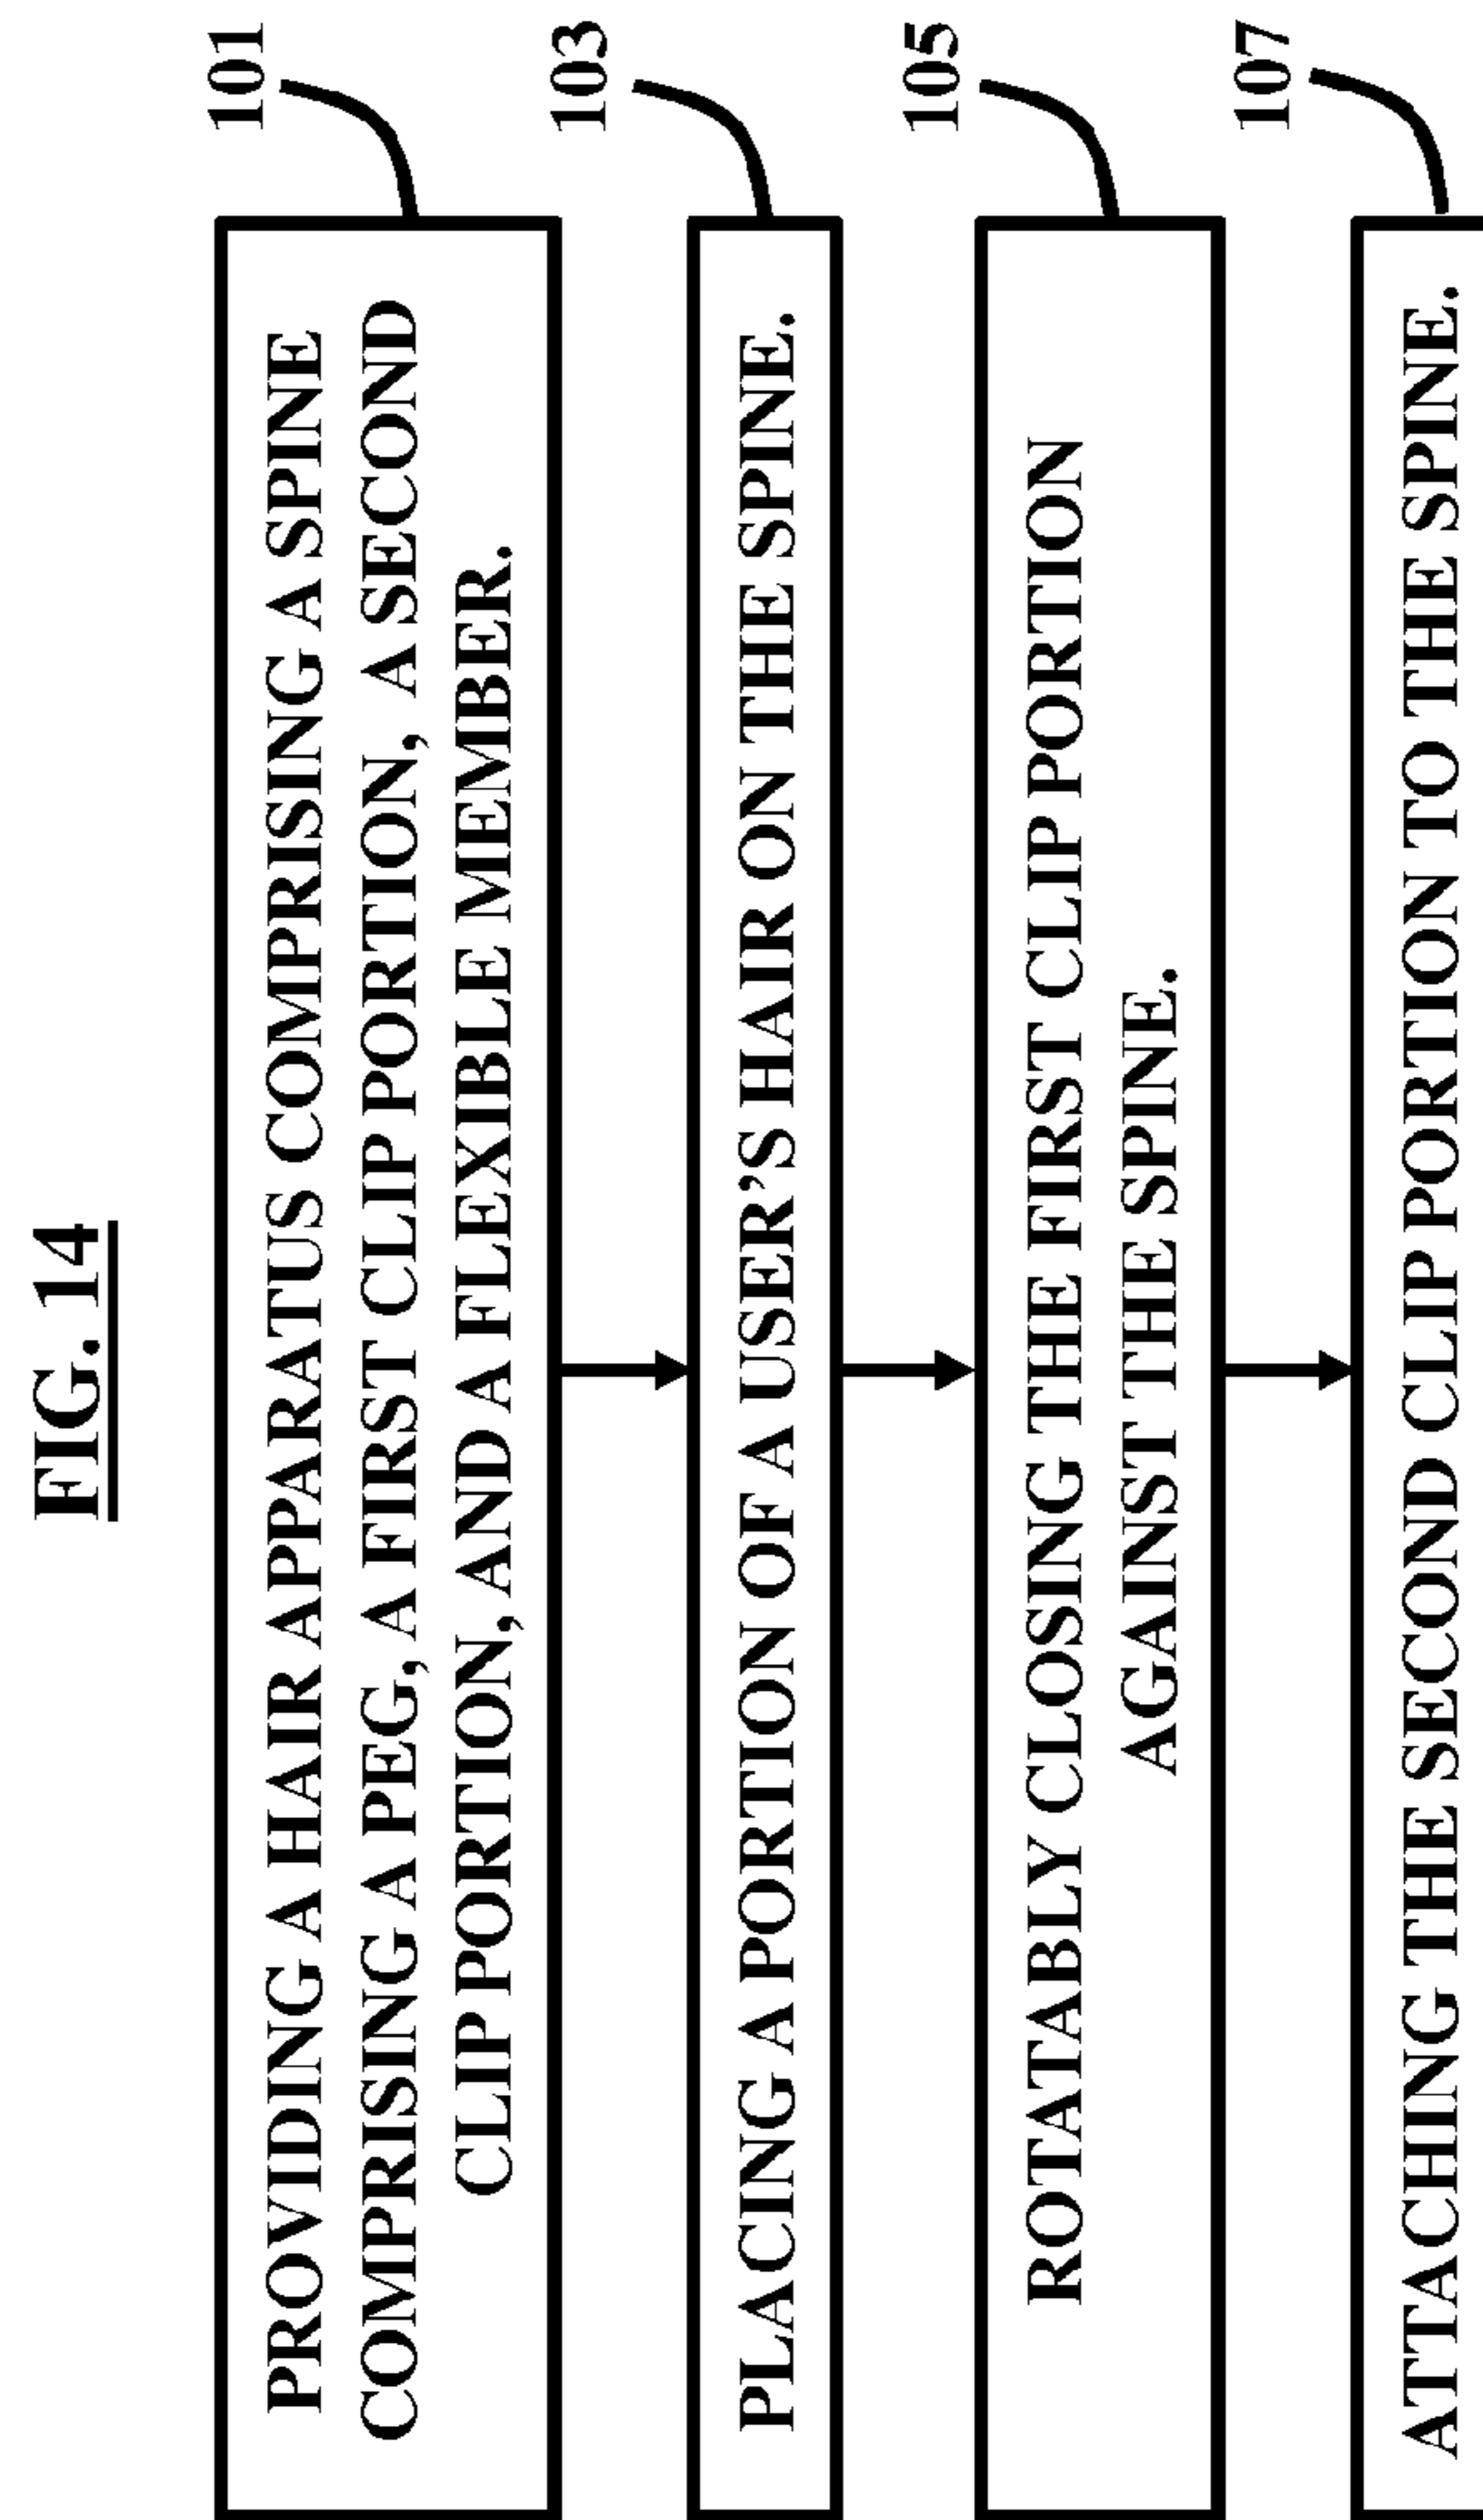 FIG. 14
PROVIDING A HAIR APPARATUS COMPRISING A SPINE
COMPRISING A PEG, A FIRST CLIP PORTION, A SECOND
CLIP PORTION, AND A FLEXIBLE MEMBER.
101
PLACING A PORTION OF A USER'S HAIR ON THE SPINE.
103
ROTATABLY CLOSING THE FIRST CLIP PORTION
AGAINST THE SPINE.
105
ATTACHING THE SECOND CLIP PORTION TO THE SPINE.
107